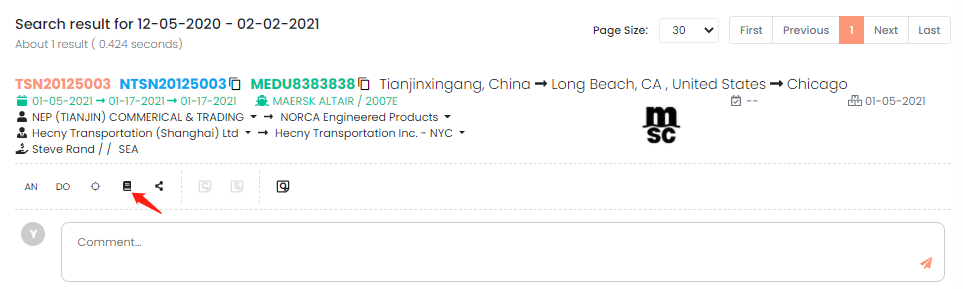 Search result for 12-05-2020 - 02-02-2021
About 1 result ( 0.424 seconds)
Page Size: 30 First Previous 1 Next Last
TSN20125003 NTSN20125003 MEDU8383838 Tianjinxingang, China → Long Beach, CA , United States → Chicago
01-05-2021 → 01-17-2021 → 01-17-2021 MAERSK ALTAIR / 2007E -- 01-05-2021
NEP (TIANJIN) COMMERICAL & TRADING → NORCA Engineered Products
Hecny Transportation (Shanghai) Ltd → Hecny Transportation Inc. - NYC
Steve Rand / / SEA
m
sc
AN DO
C S Q
Y
Comment...